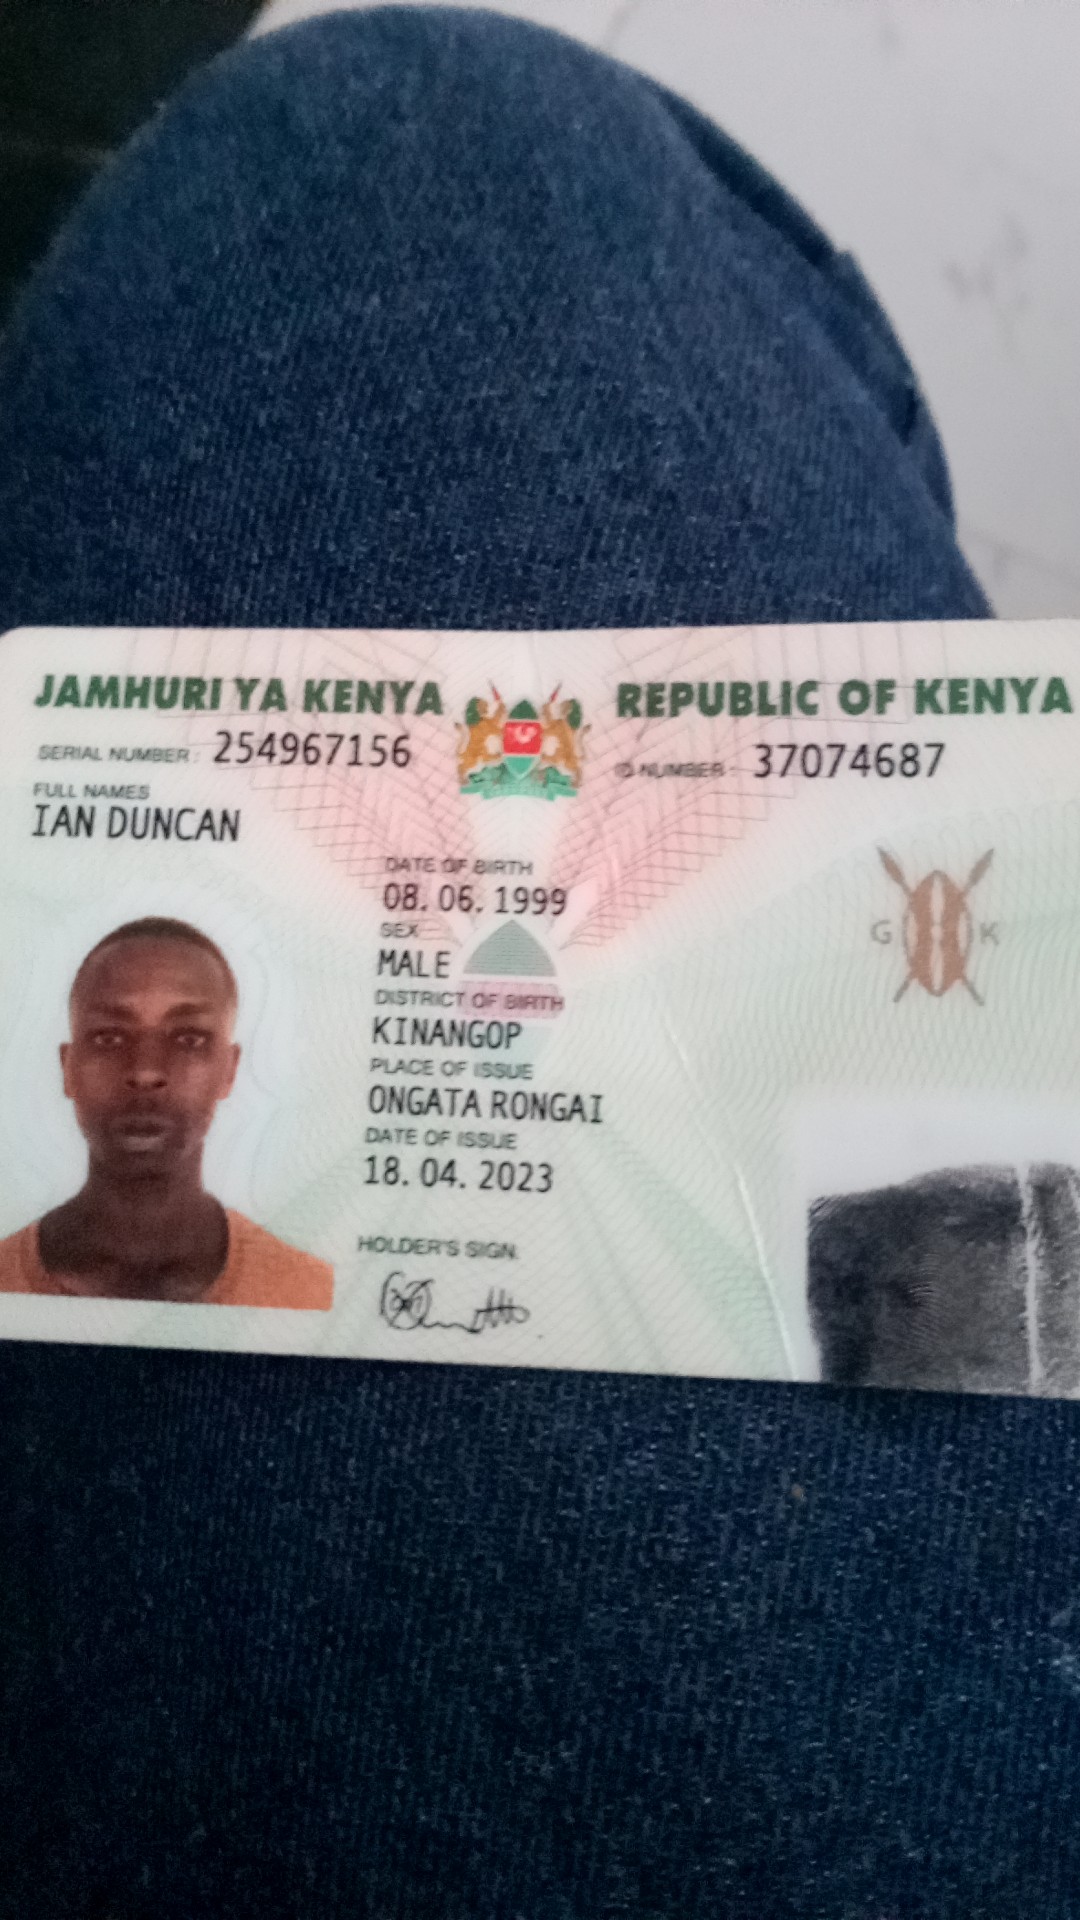 JAMHURI YA KENYA
REPUBLIC OF KENYA
SERIAL NUMBER: 254967156
ID NUMBER: 37074687
FULL NAMES
IAN DUNCAN
DATE OF BIRTH
08. 06. 1999
SEX
MALE
DISTRICT OF BIRTH
KINANGOP
PLACE OF ISSUE
ONGATA RONGAI
DATE OF ISSUE
18. 04. 2023
HOLDER'S SIGN.
G K